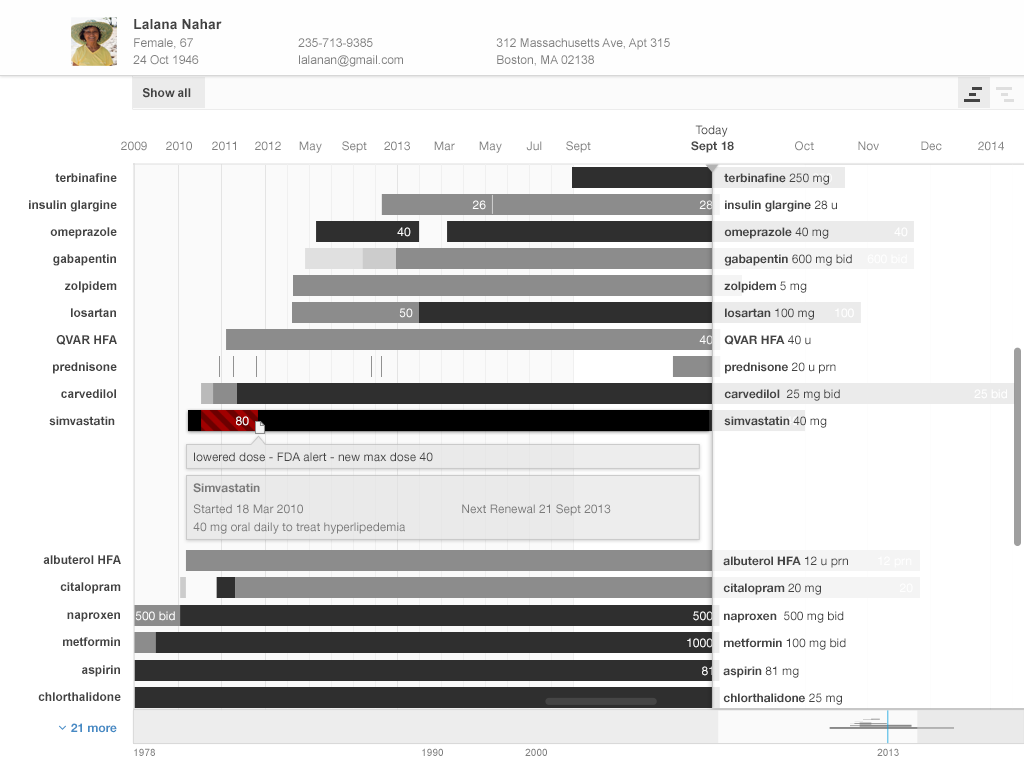 Lalana Nahar
Female, 67 235-713-9385 312 Massachusetts Ave, Apt 315
24 Oct 1946 lalanan@gmail.com Boston, MA 02138
Show all
Today
2009 2010 2011 2012 May Sept 2013 Mar May Jul Sept Sept 18 Oct Nov Dec 2014
terbinafine terbinafine 250 mg
insulin glargine 26 28 insulin glargine 28 u
omeprazole 40 omeprazole 40 mg 40
gabapentin gabapentin 600 mg bid 600 bid
zolpidem zolpidem 5 mg
losartan 50 losartan 100 mg 100
QVAR HFA 40 QVAR HFA 40 u
prednisone prednisone 20 u prn
carvedilol carvedilol 25 mg bid 25 bid
simvastatin 80 simvastatin 40 mg
lowered dose - FDA alert - new max dose 40
Simvastatin
Started 18 Mar 2010 Next Renewal 21 Sept 2013
40 mg oral daily to treat hyperlipedemia
albuterol HFA albuterol HFA 12 u prn 12 prn
citalopram citalopram 20 mg 20
naproxen 500 bid 500 naproxen 500 mg bid
metformin 1000 metformin 100 mg bid
aspirin 81 aspirin 81 mg
chlorthalidone chlorthalidone 25 mg
21 more
1978 1990 2000 2013